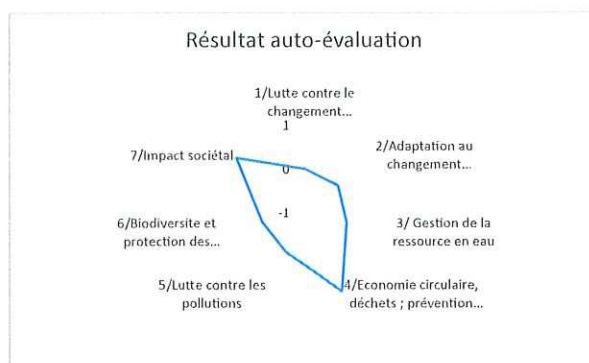 Résultat auto-évaluation
1/Lutte contre le
changement...
1
2/Adaptation au
changement...
7/Impact sociétal
0
-1
3/ Gestion de la
ressource en eau
6/Biodiversite et
protection des...
5/Lutte contre les
pollutions
4/Economie circulaire,
déchets ; prévention...